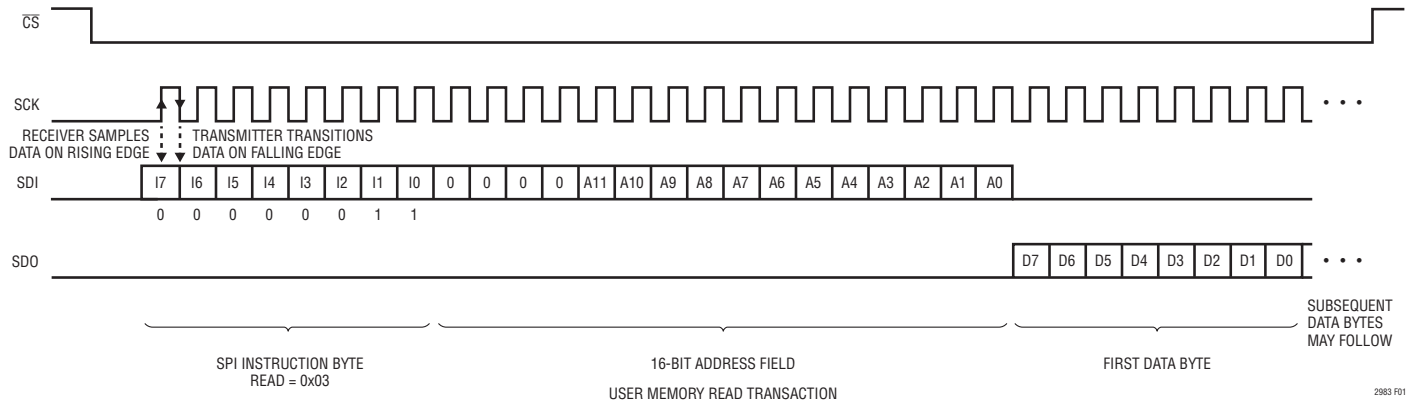 CS
SCK
RECEIVER SAMPLES
DATA ON RISING EDGE
TRANSMITTER TRANSITIONS
DATA ON FALLING EDGE
SDI
I7 I6 I5 I4 I3 I2 I1 I0 0 0 0 0 A11 A10 A9 A8 A7 A6 A5 A4 A3 A2 A1 A0
0 0 0 0 0 0 1 1
SDO
D7 D6 D5 D4 D3 D2 D1 D0
SUBSEQUENT
DATA BYTES
MAY FOLLOW
SPI INSTRUCTION BYTE
READ = 0x03
16-BIT ADDRESS FIELD
FIRST DATA BYTE
USER MEMORY READ TRANSACTION
2983 F01